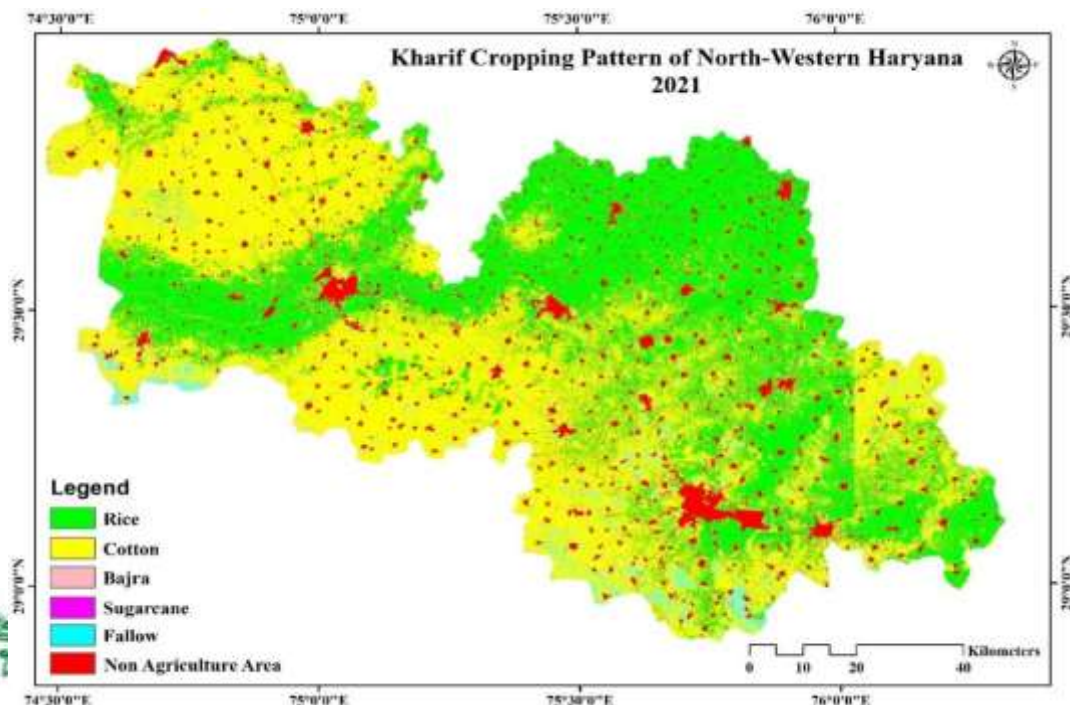 74°30'0"E 75°0'0"E 75°30'0"E 76°0'0"E
Kharif Cropping Pattern of North-Western Haryana
2021
N
29°30'0"N 29°30'0"N
Legend
Rice
Cotton
Bajra
Sugarcane
Fallow
Non Agriculture Area
29°0'0"N 29°0'0"N
Kilometers
0 10 20 40
74°30'0"E 75°0'0"E 75°30'0"E 76°0'0"E